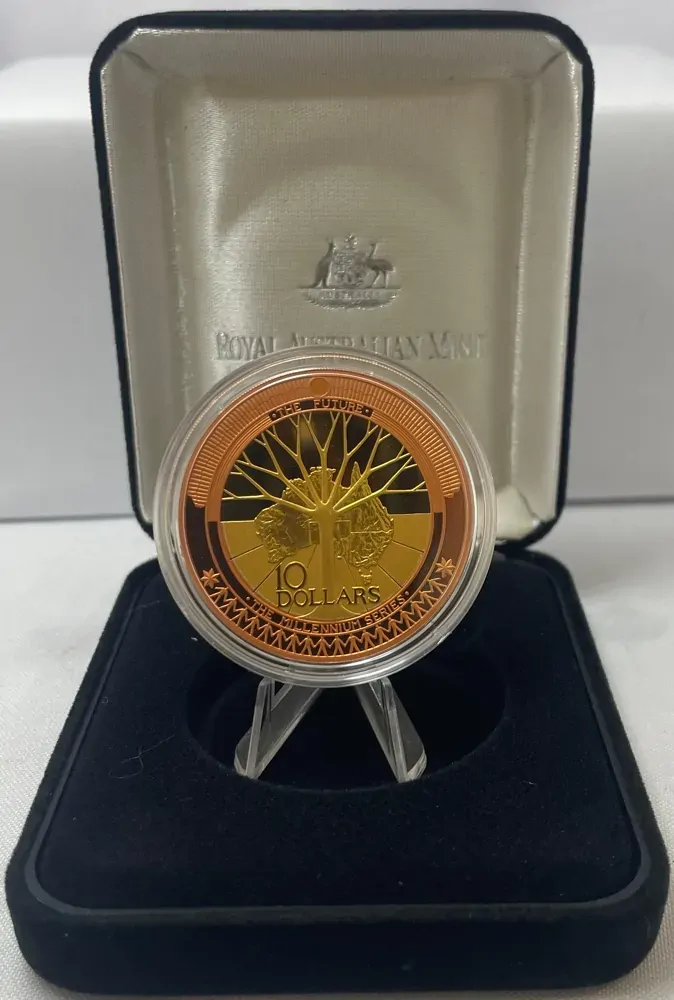 ROYAL AUSTRALIAN MINT
• THE FUTURE •
10
DOLLARS
• THE MILLENNIUM SERIES •